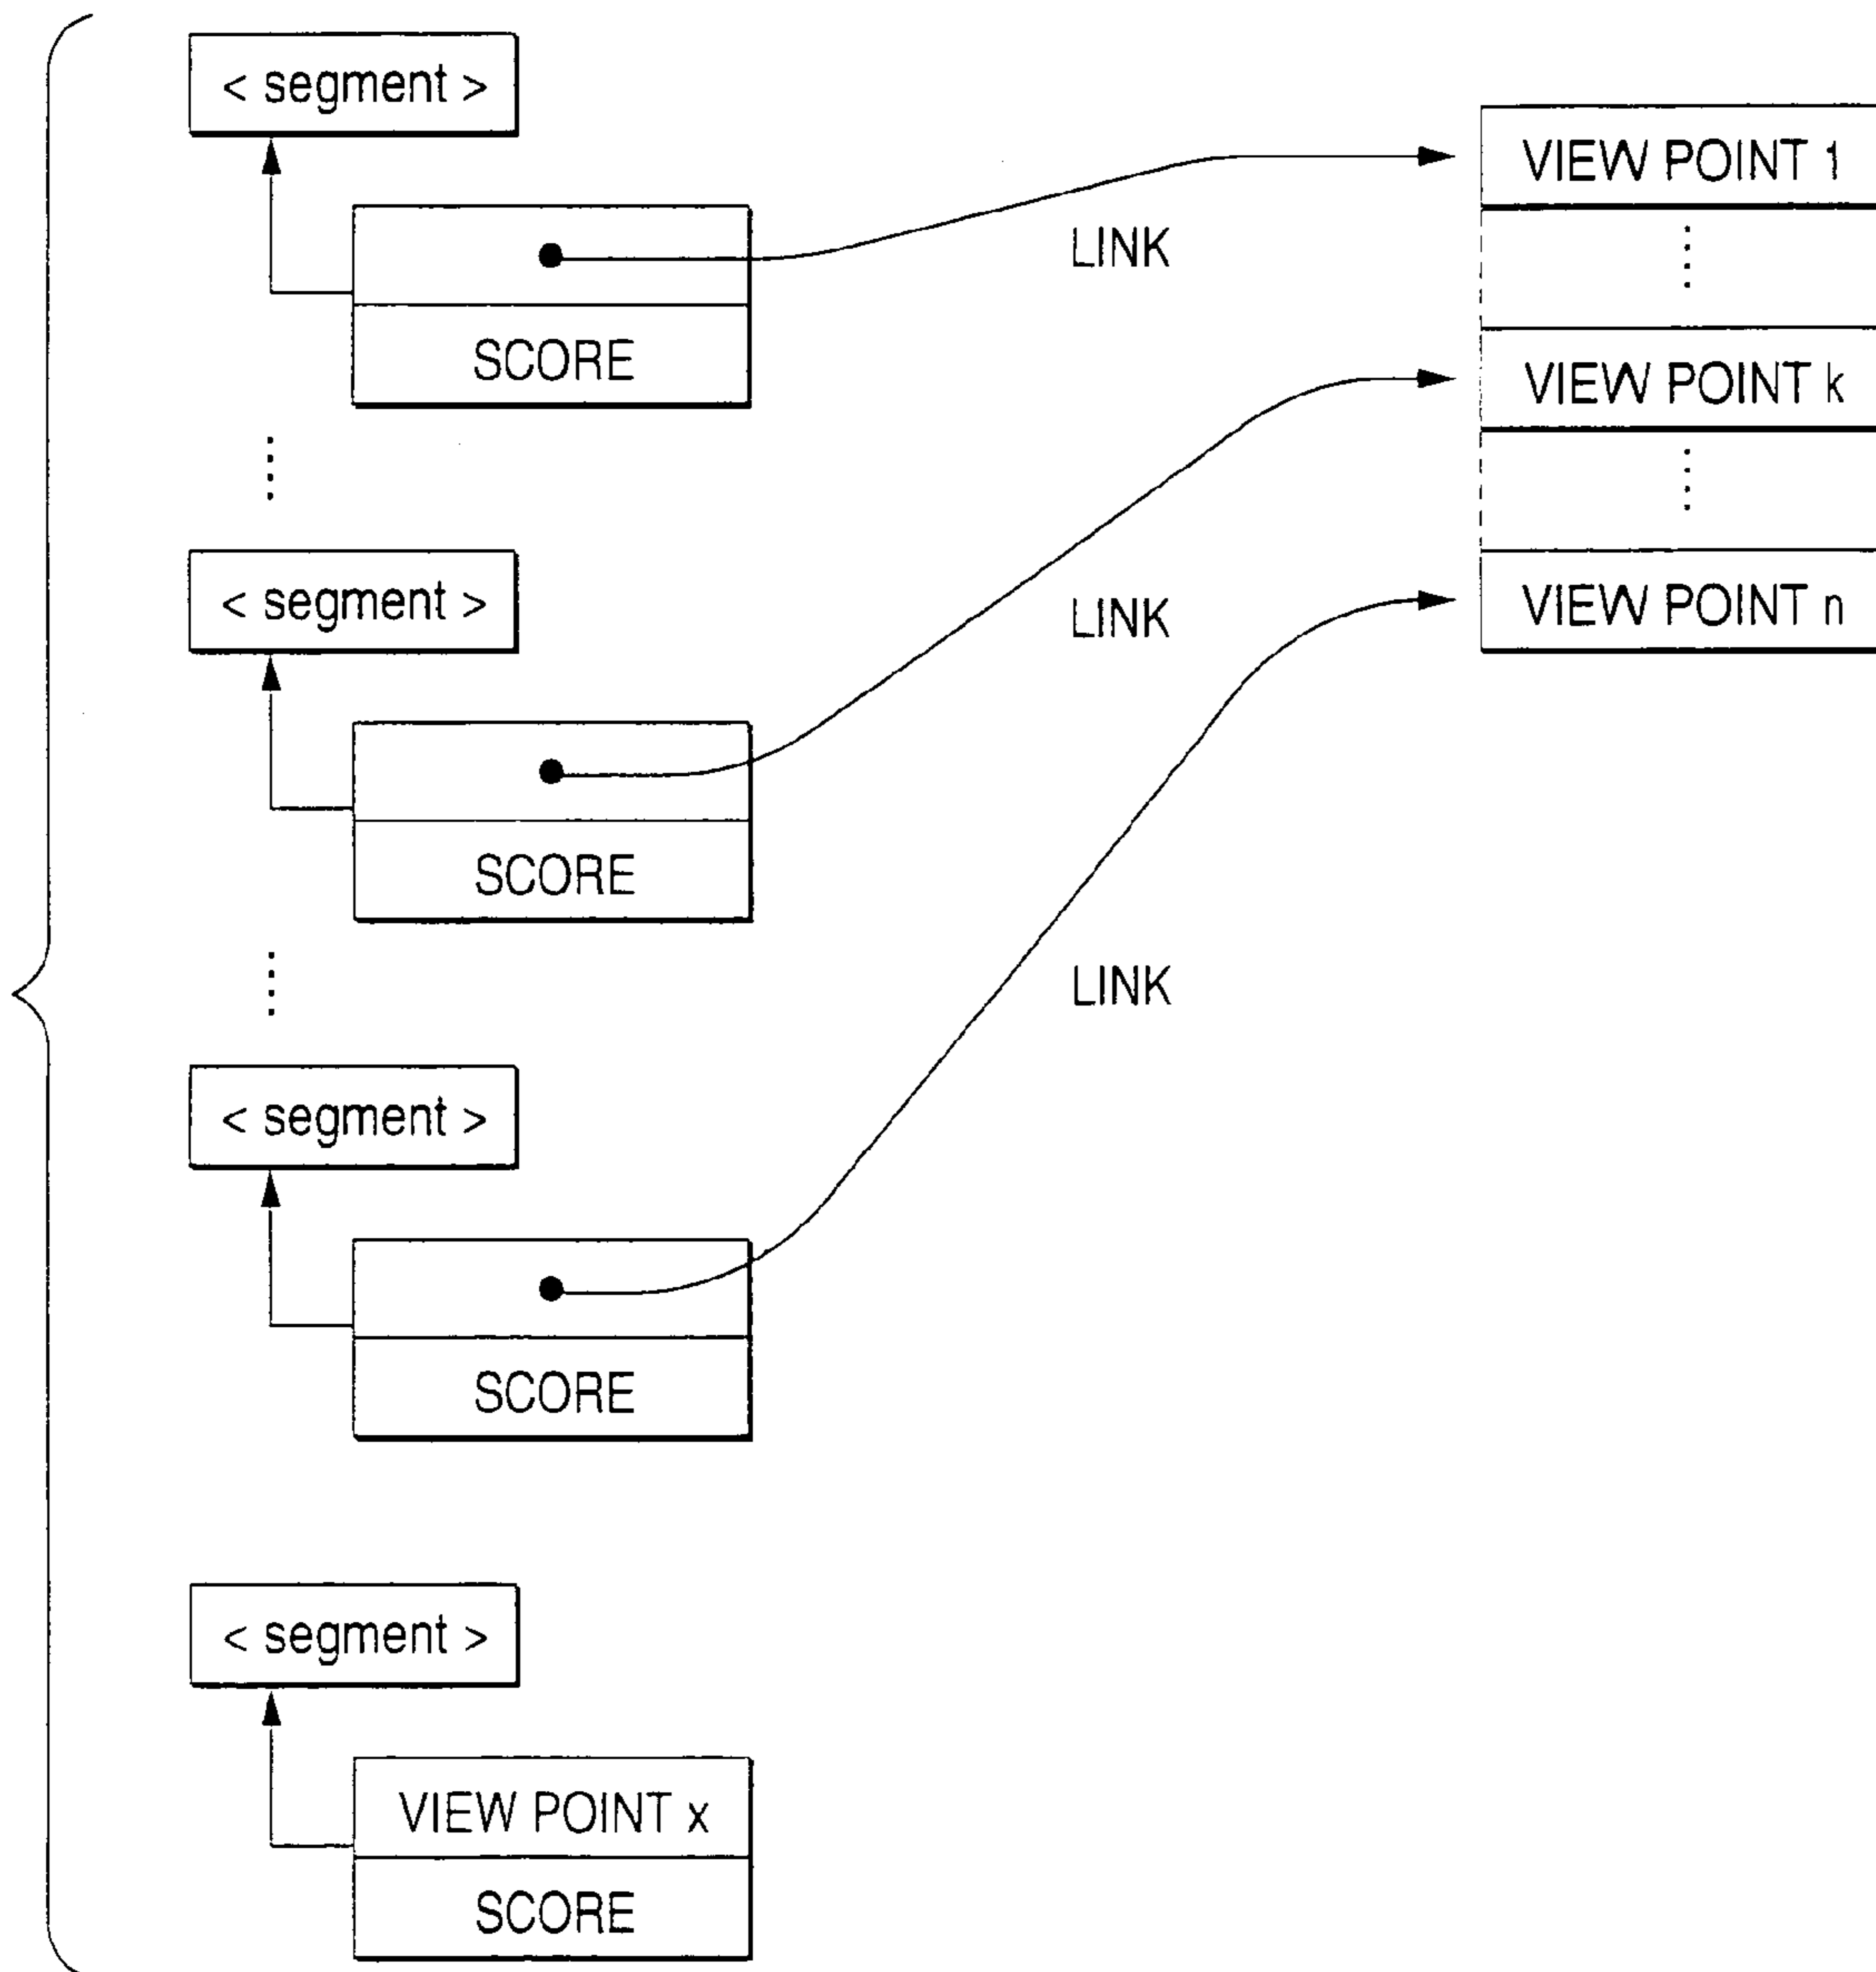 < segment >
LINK
SCORE
< segment >
LINK
SCORE
< segment >
LINK
SCORE
< segment >
VIEW POINT x
SCORE
VIEW POINT 1
VIEW POINT k
VIEW POINT n